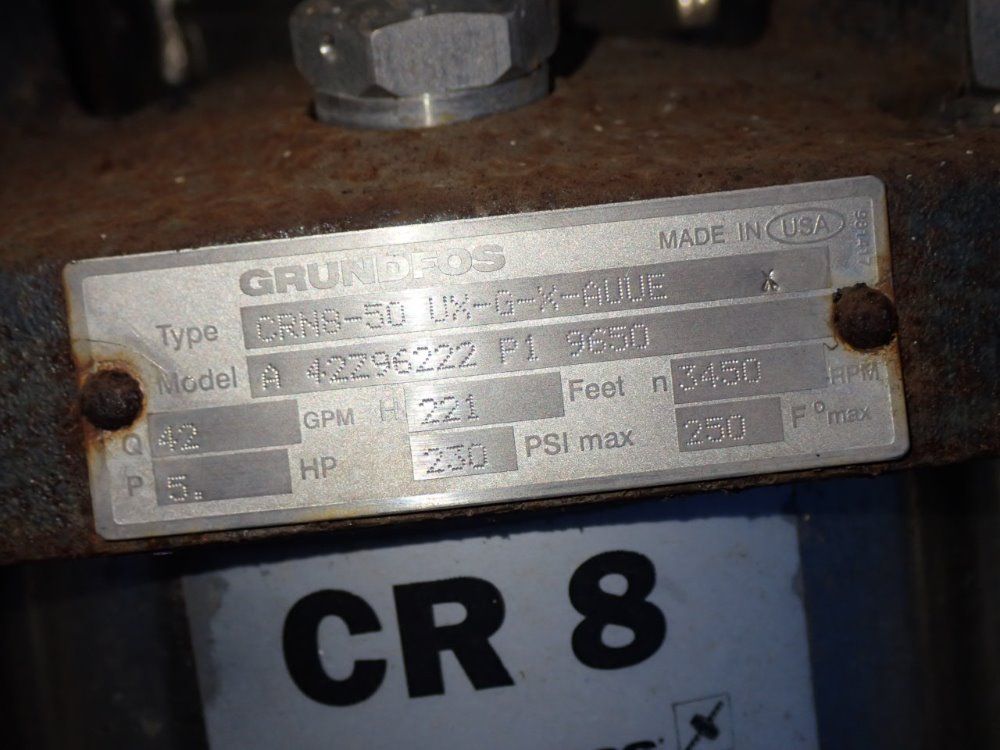 GRUNDFOS MADE IN USA
Type CRN8-50 UX-G-X-AUUE
Model A 42Z96222 P1 9650
Q 42 GPM H 221 Feet n 3450 RPM
P 5. HP 230 PSI max 250 F° max
CR 8